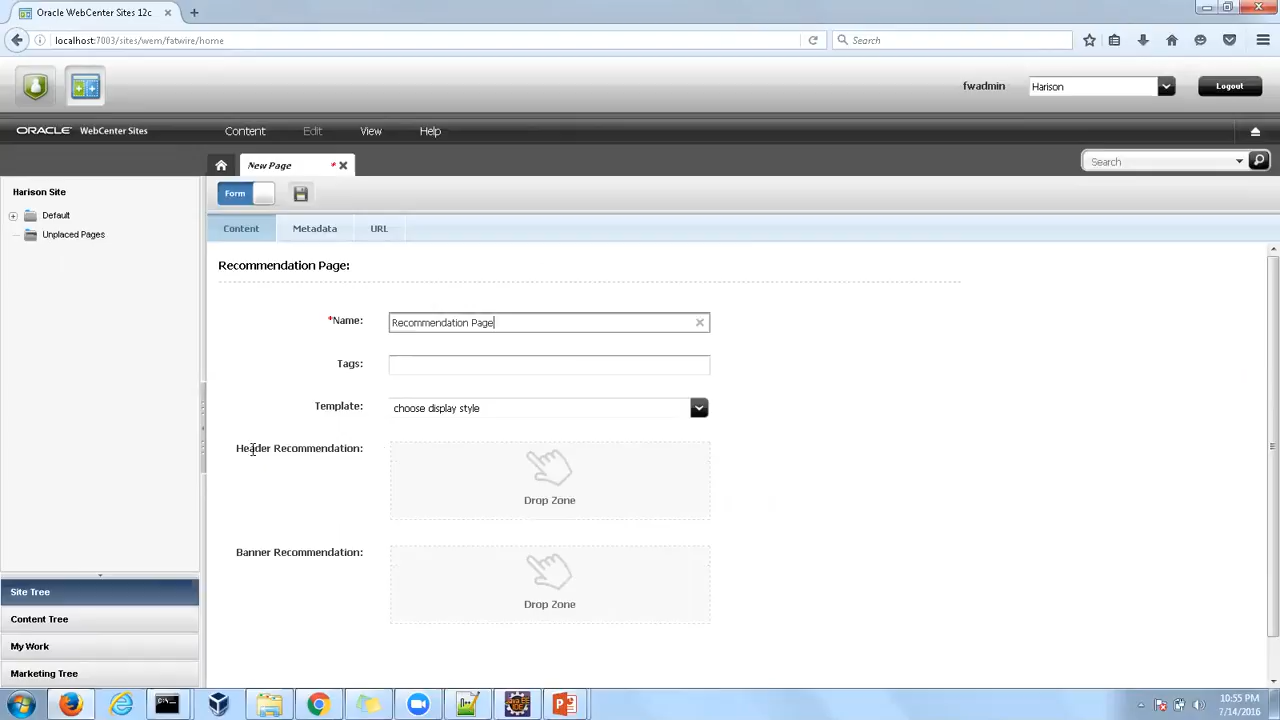 Oracle WebCenter Sites 12c
localhost:7003/sites/wem/fatwire/home
Search
fwadmin
Harison
Logout
ORACLE WebCenter Sites
Content
Edit
View
Help
New Page *
Search
Harison Site
Default
Unplaced Pages
Form
Content
Metadata
URL
Recommendation Page:
*Name:
Recommendation Page
Tags:
Template:
choose display style
Header Recommendation:
Drop Zone
Banner Recommendation:
Drop Zone
Site Tree
Content Tree
My Work
Marketing Tree
10:55 PM
7/14/2016